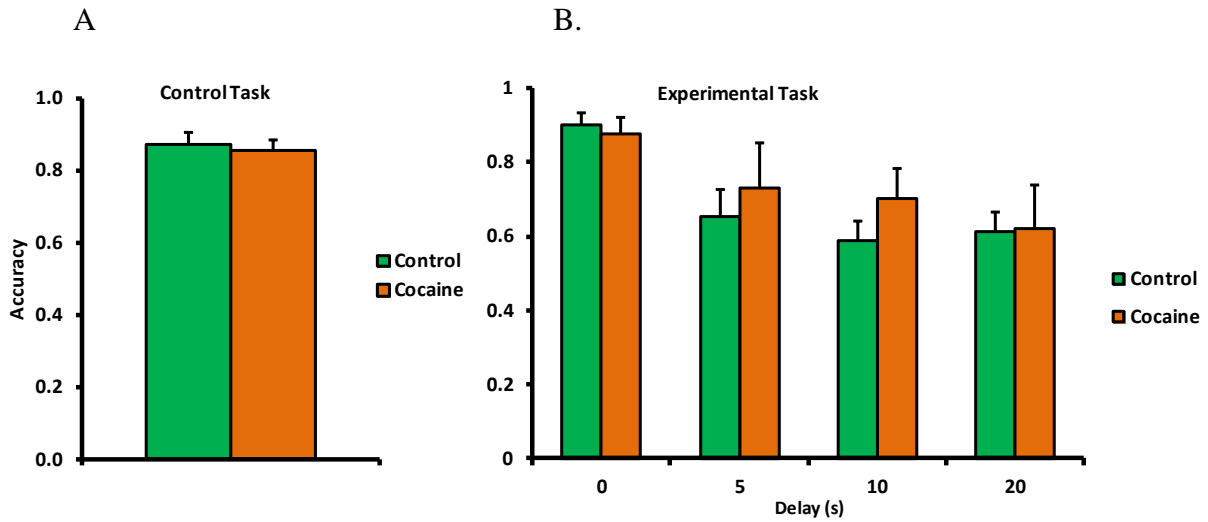 A
B.
Control Task
1.0
0.8
0.6
0.4
0.2
0.0
Accuracy
Control
Cocaine
Experimental Task
1
0.8
0.6
0.4
0.2
0
0 5 10 20
Delay (s)
Control
Cocaine